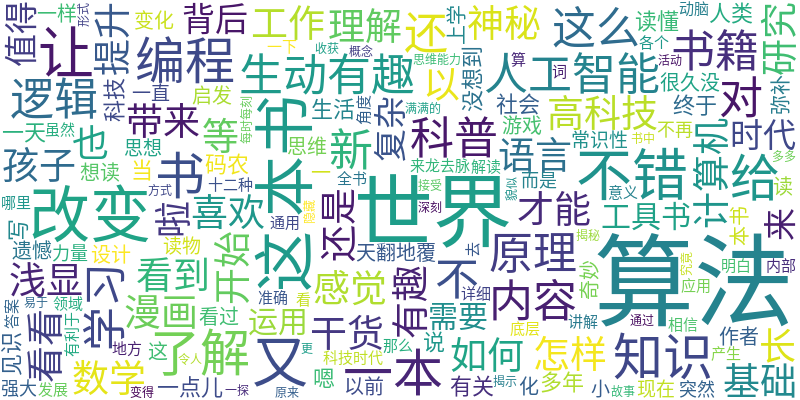 值得
让
提升
变化
一样
背后
编程
工作
理解
还
神秘
上学
这么
读懂
动脑
各个
人类
书籍
研究
形式
一下
收获
概念
思维能力
算
活动
词
逻辑
科技
一直
带来
生动有趣
以
没想到
人工智能
很久没
对
终于
弥补
时代
启发
生活
角度
满满的
社会
高科技
一天
虽然
也
思想
等
每时每刻
复杂
科普
游戏
常识性
不再
书中
孩子
想读
当
书
码农
思维
新
来龙去脉
解读
语言
而是
不错
给
计算机
多多
哪里
方式
十二种
一
全书
接受
貌似
意义
读
写
改变
啦
喜欢
通用
这本书
世界
深刻
还是
才能
工具书
本书
来
遗憾
力量
设计
读物
开始
天翻地覆
去
原理
揭秘
奇妙
算法
明白
内部
浅显
学习
看到
准确
看
感觉
不
详细
内容
究竟
应用
答案
易于
领域
有利于
漫画
看过
运用
干货
有趣
需要
底层
讲解
通过
相信
作者
见识
看看
地方
这
了解
科技时代
那么
说
如何
怎样
知识
产生
长
强大
发展
数学
变得
令人
一点儿
一探
嗯
又
更
原来
以前
一本
有关
揭示
化
多年
小
故事
现在
突然
基础